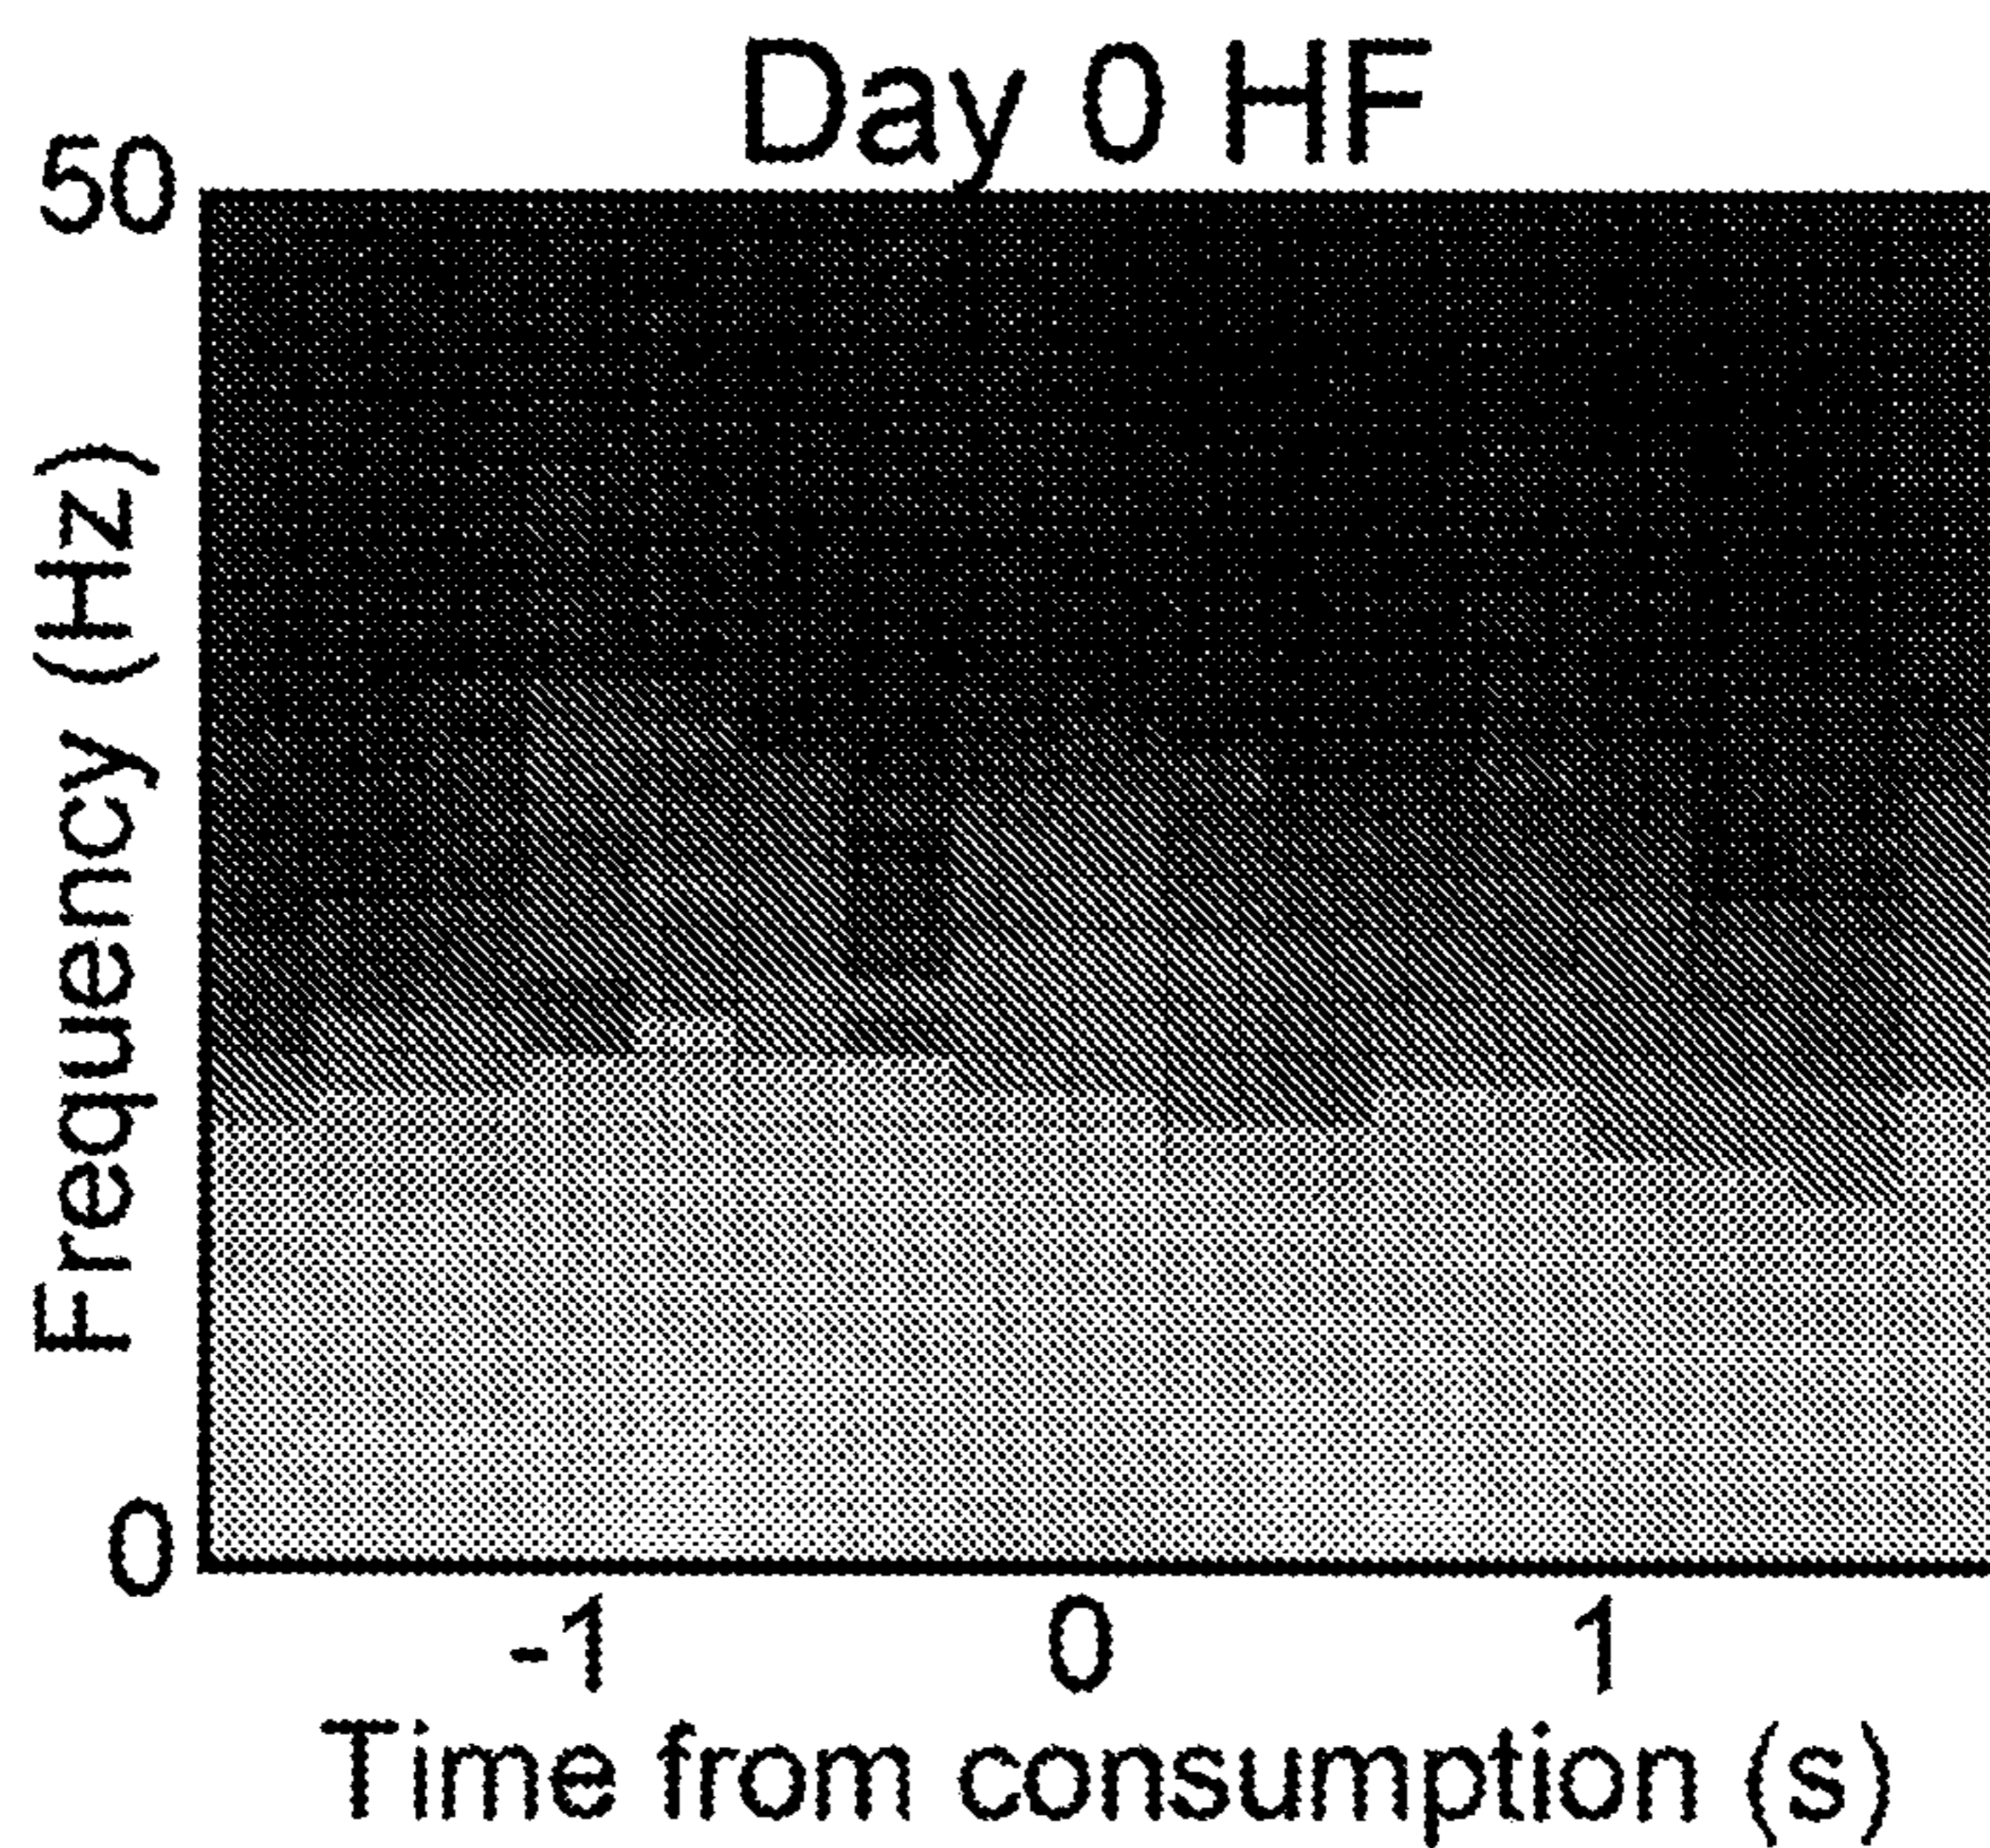 Day 0 HF
50
Frequency (Hz)
0
-1 0 1
Time from consumption (s)